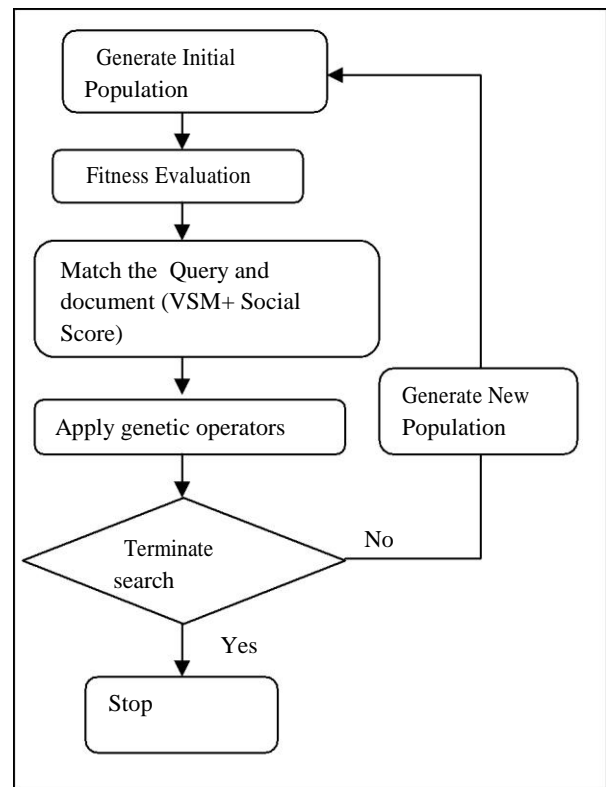 Generate Initial
Population
Fitness Evaluation
Match the Query and
document (VSM+ Social
Score)
Generate New
Population
Apply genetic operators
No
Terminate
search
Yes
Stop